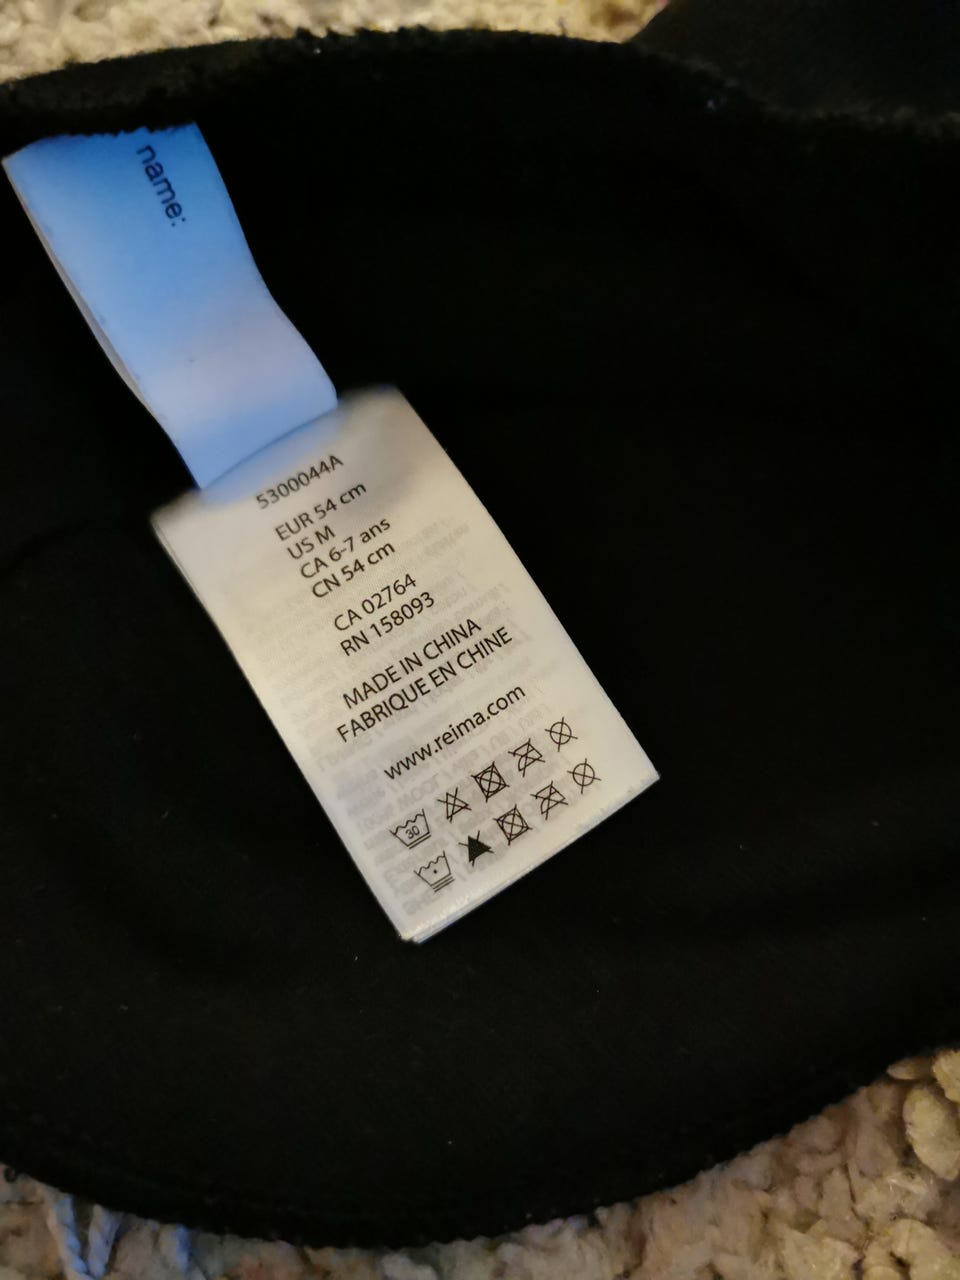 name:
5300044A
EUR 54 cm
US M
CA 6-7 ans
CN 54 cm
CA 02764
RN 158093
MADE IN CHINA
FABRIQUE EN CHINE
www.reima.com
30